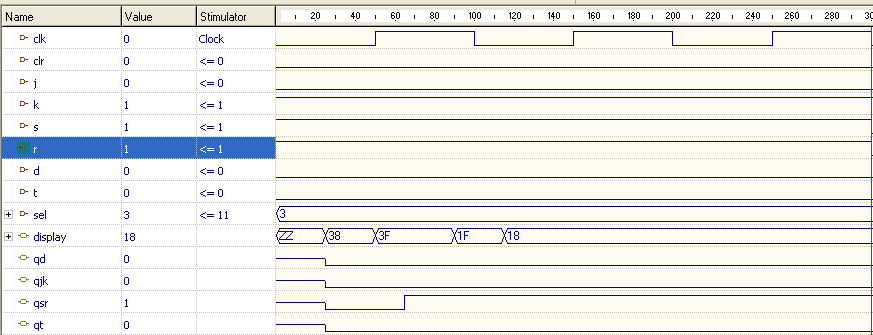 Name Value Stimulator 20 40 60 80 100 120 140 160 180 200 220 240 260 280 300
clk 0 Clock
clr 0 <= 0
j 0 <= 0
k 1 <= 1
s 1 <= 1
r 1 <= 1
d 0 <= 0
t 0 <= 0
sel 3 <= 11 3
display 18 ZZ 38 3F 1F 18
qd 0
qjk 0
qsr 1
qt 0